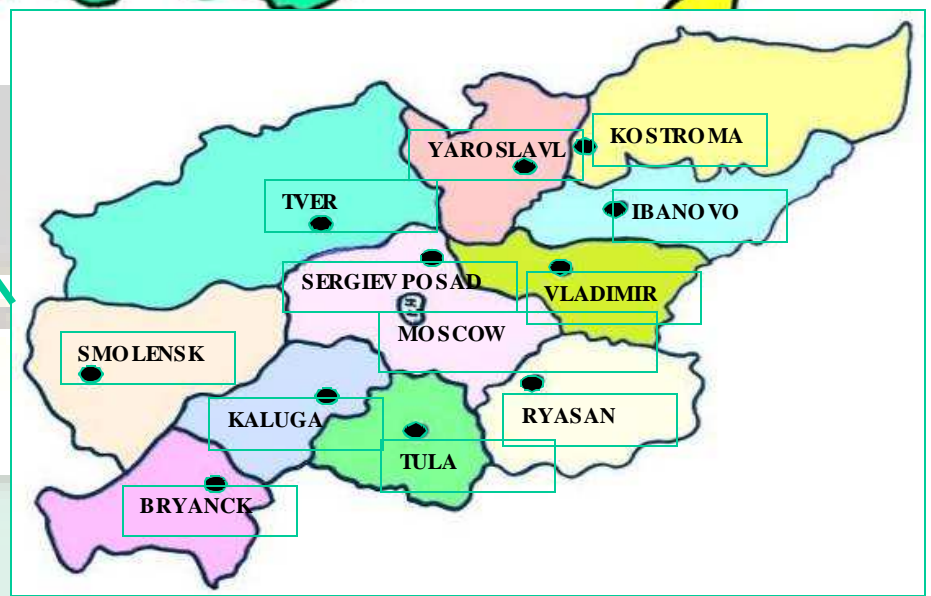 KOSTROMA
YAROSLAVL
TVER
IBANOVO
SERGIEV POSAD
VLADIMIR
MOSCOW
SMOLENSK
KALUGA
RYASAN
TULA
BRYANCK